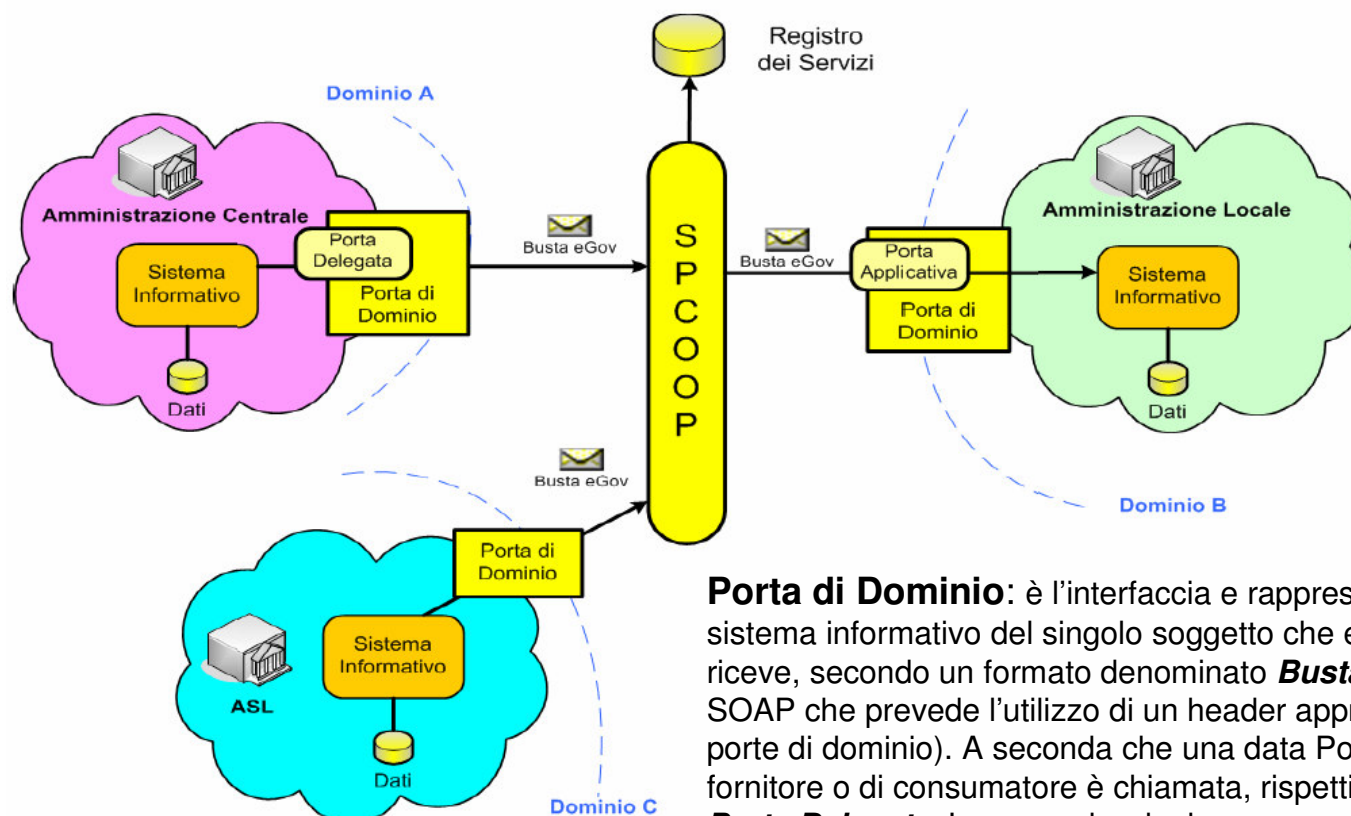 Registro
dei Servizi
Dominio A
Amministrazione Centrale
Porta
Delegata
Sistema
Informativo
Porta di
Dominio
Dati
Busta eGov
S
P
C
O
O
P
Busta eGov
Amministrazione Locale
Porta
Applicativa
Porta di
Dominio
Sistema
Informativo
Dati
Dominio B
Busta eGov
Porta di
Dominio
Sistema
Informativo
ASL
Dati
Dominio C
Porta di Dominio: è l'interfaccia e rappres
sistema informativo del singolo soggetto che e
riceve, secondo un formato denominato Busta
SOAP che prevede l'utilizzo di un header appr
porte di dominio). A seconda che una data Po
fornitore o di consumatore è chiamata, rispetti